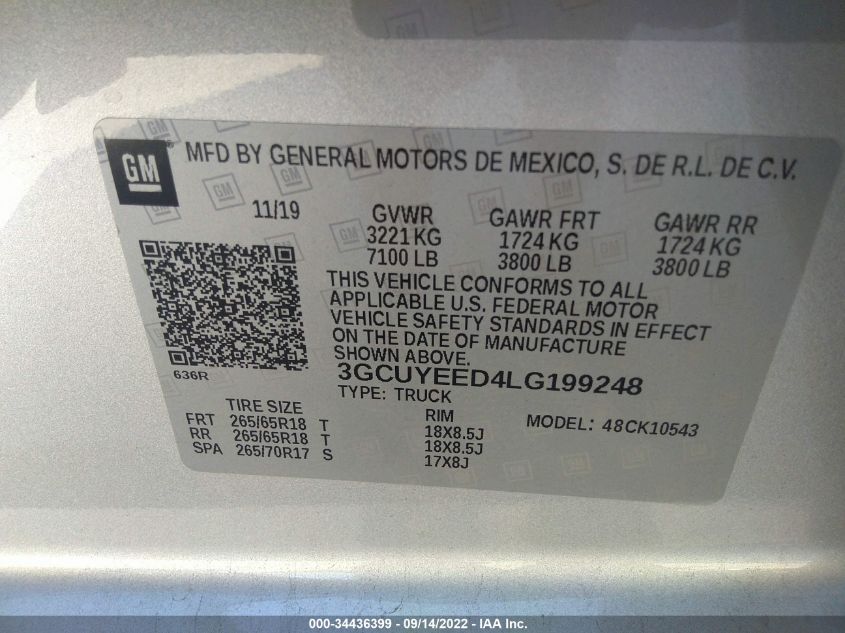 GM MFD BY GENERAL MOTORS DE MEXICO, S. DE R.L. DE C.V.
11/19 GVWR GAWR FRT GAWR RR
3221 KG 1724 KG 1724 KG
7100 LB 3800 LB 3800 LB
THIS VEHICLE CONFORMS TO ALL
APPLICABLE U.S. FEDERAL MOTOR
VEHICLE SAFETY STANDARDS IN EFFECT
ON THE DATE OF MANUFACTURE
SHOWN ABOVE.
636R
3GCUYEED4LG199248
TYPE: TRUCK
TIRE SIZE RIM MODEL: 48CK10543
FRT 265/65R18 T 18X8.5J
RR 265/65R18 T 18X8.5J
SPA 265/70R17 S 17X8J
000-34436399 - 09/14/2022 - IAA Inc.